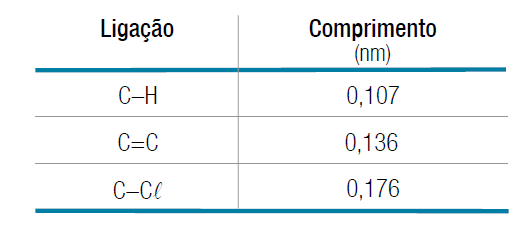 Ligação Comprimento
(nm)
C–H 0,107
C=C 0,136
C–Cℓ 0,176